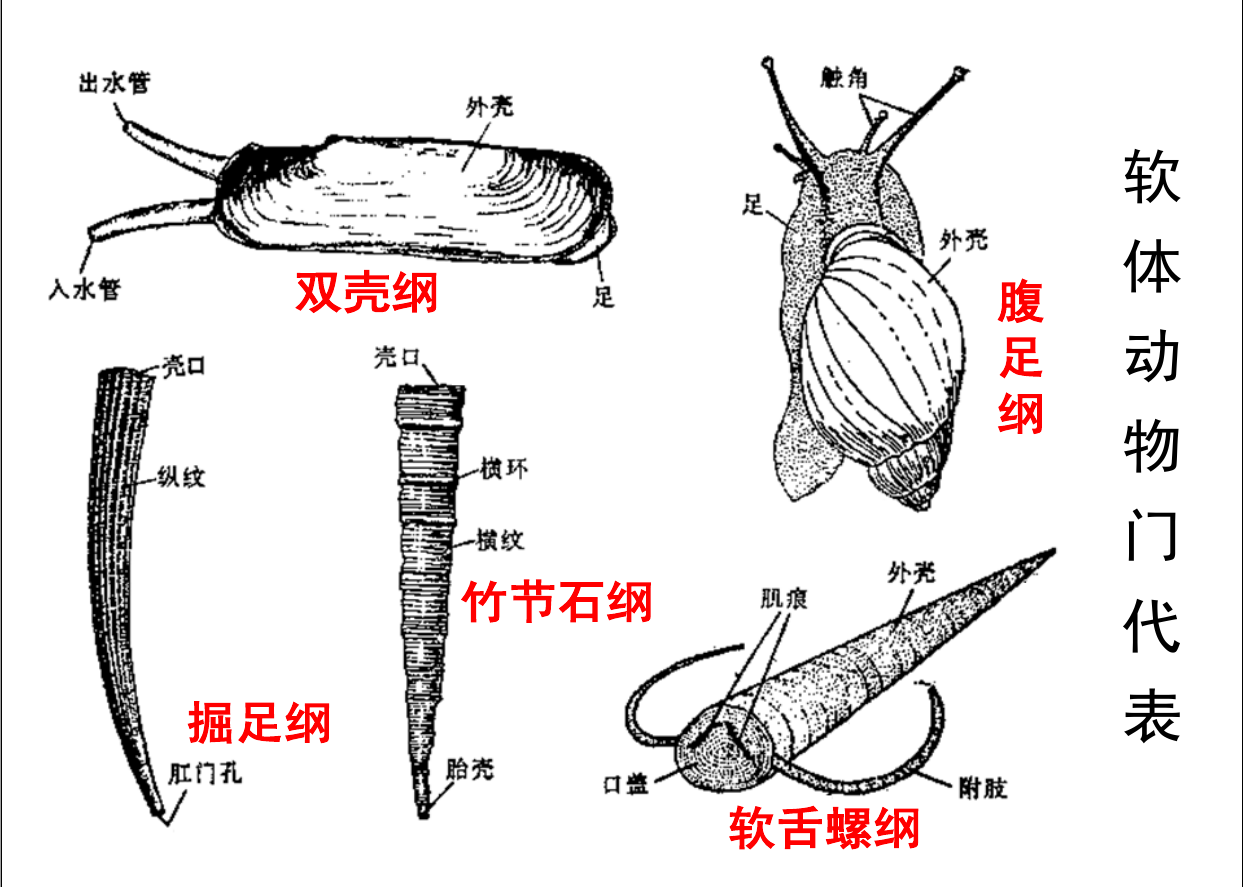 出水管
外壳
入水管
足
双壳纲
触角
足
外壳
腹足纲
壳口
纵纹
肛门孔
掘足纲
壳口
横环
横纹
胎壳
竹节石纲
肌痕
外壳
口盖
附肢
软舌螺纲
软体动物门代表